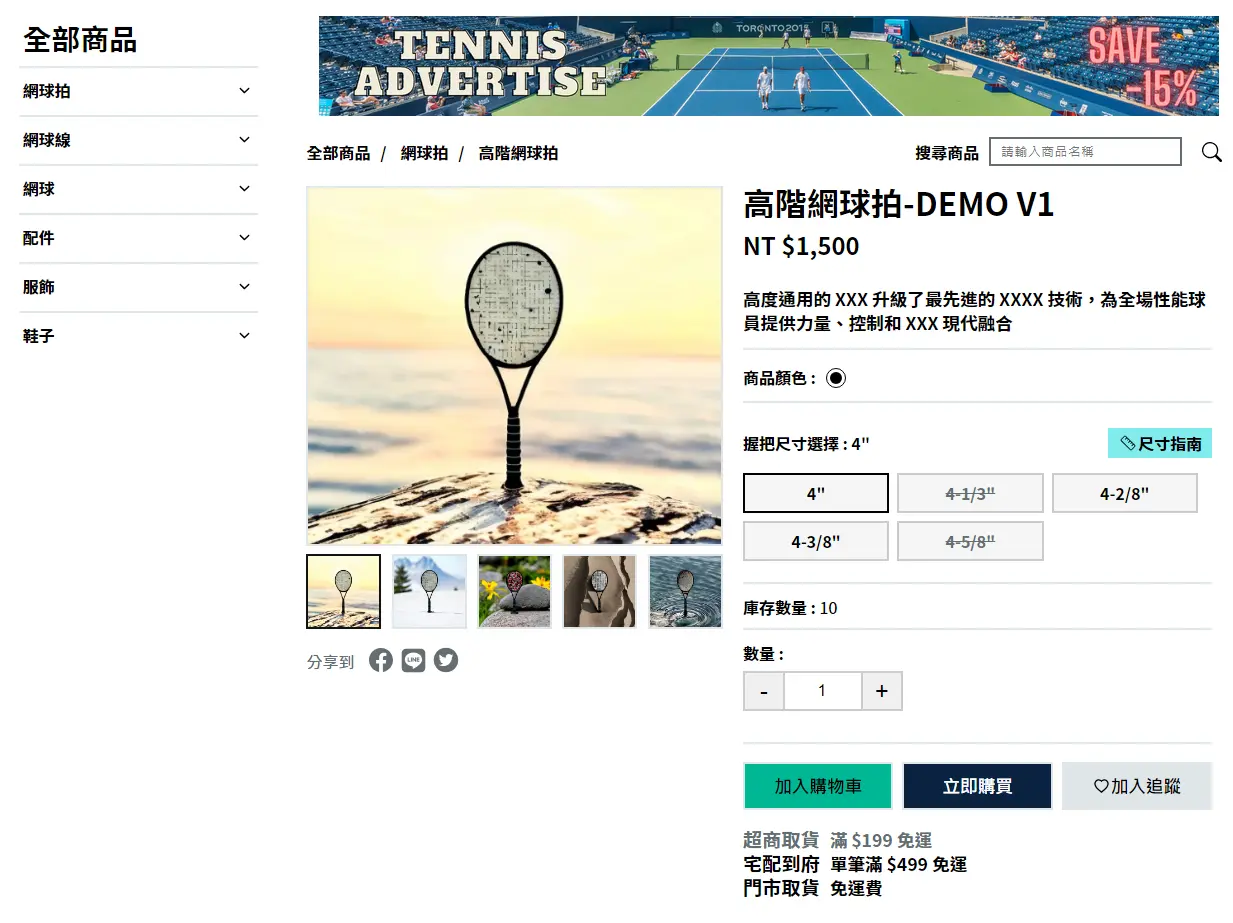 全部商品
網球拍
網球線
網球
配件
服飾
鞋子
TENNIS
ADVERTISE
TORONTO 2019
SAVE
-15%
全部商品 / 網球拍 / 高階網球拍
搜尋商品 請輸入商品名稱
高階網球拍-DEMO V1
NT $1,500
高度通用的 XXX 升級了最先進的 XXXX 技術，為全場性能球
員提供力量、控制和 XXX 現代融合
商品顏色 :
握把尺寸選擇 : 4"
尺寸指南
4" 4-1/3" 4-2/8"
4-3/8" 4-5/8"
庫存數量 : 10
數量 :
- 1 +
加入購物車 立即購買 加入追蹤
超商取貨 滿 $199 免運
宅配到府 單筆滿 $499 免運
門市取貨 免運費
分享到 LINE